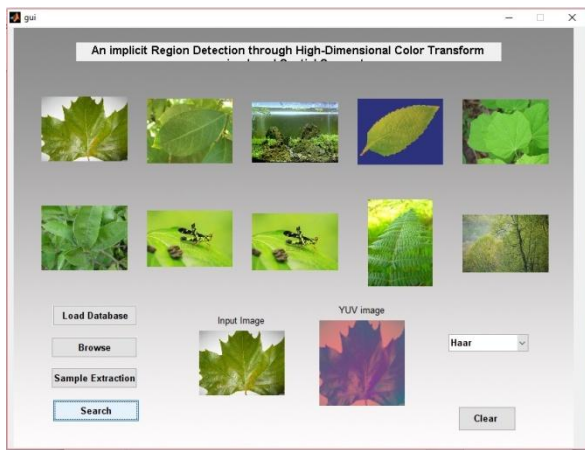 gui
An implicit Region Detection through High-Dimensional Color Transform
Load Database
Input Image
YUV image
Browse
Haar
Sample Extraction
Search
Clear